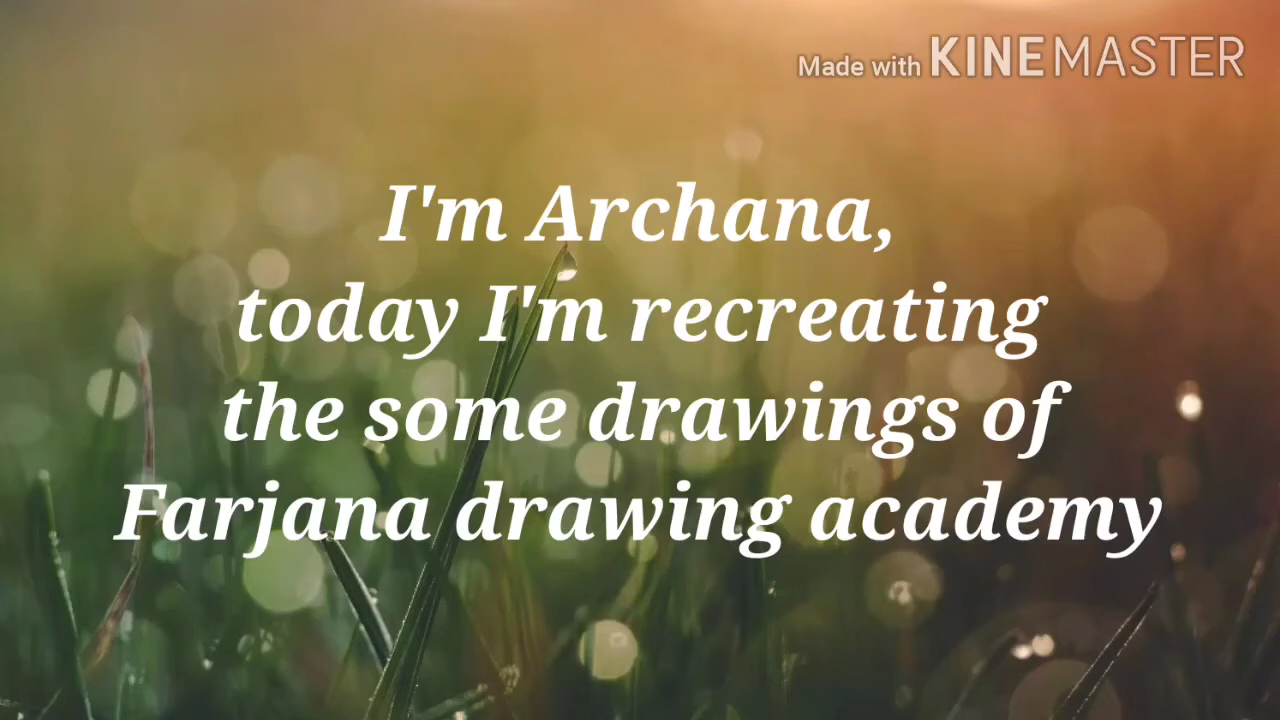 Made with KINEMASTER
I'm Archana,
today I'm recreating
the some drawings of
Farjana drawing academy